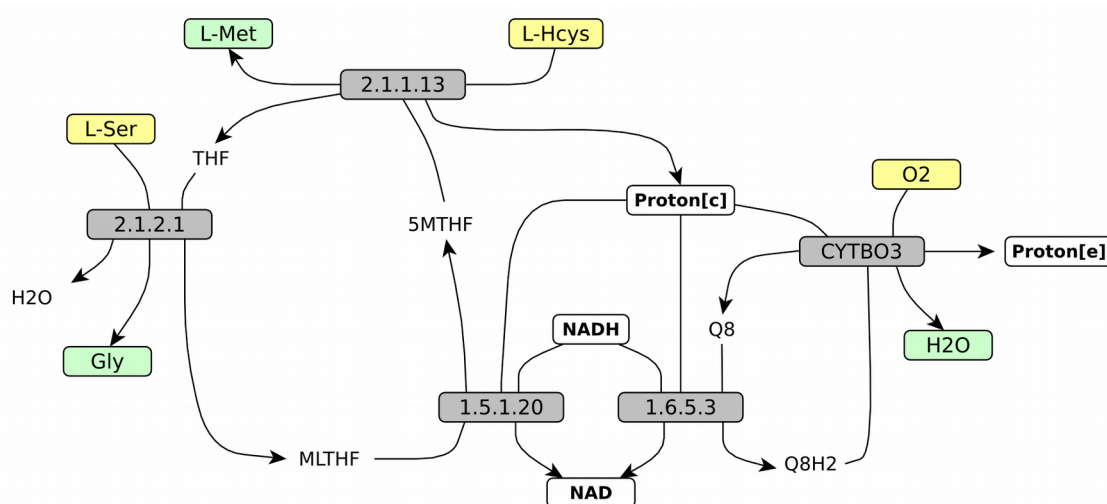 L-Met
L-Hcys
2.1.1.13
L-Ser
THF
O2
Proton[c]
2.1.2.1
5MTHF
CYTBO3
Proton[e]
H2O
NADH
Q8
H2O
Gly
1.5.1.20
1.6.5.3
MLTHF
Q8H2
NAD